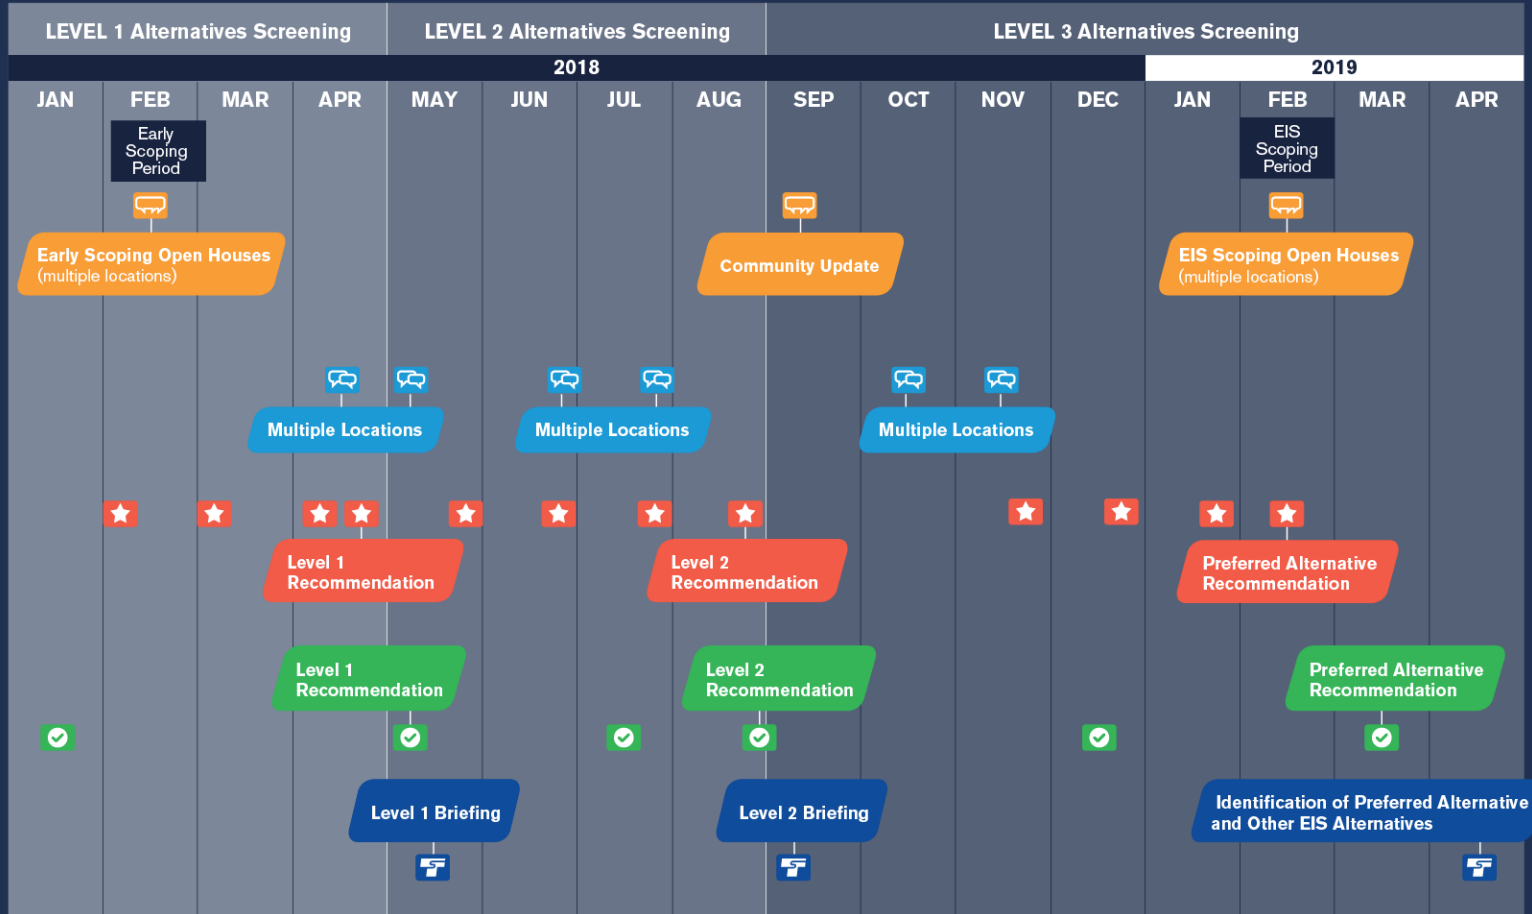 LEVEL 1 Alternatives Screening
LEVEL 2 Alternatives Screening
LEVEL 3 Alternatives Screening
2018
2019
JAN
FEB
MAR
APR
MAY
JUN
JUL
AUG
SEP
OCT
NOV
DEC
JAN
FEB
MAR
APR
Early
Scoping
Period
EIS
Scoping
Period
Early Scoping Open Houses
(multiple locations)
Community Update
EIS Scoping Open Houses
(multiple locations)
Multiple Locations
Multiple Locations
Multiple Locations
Level 1
Recommendation
Level 2
Recommendation
Preferred Alternative
Recommendation
Level 1
Recommendation
Level 2
Recommendation
Preferred Alternative
Recommendation
Level 1 Briefing
Level 2 Briefing
Identification of Preferred Alternative
and Other EIS Alternatives